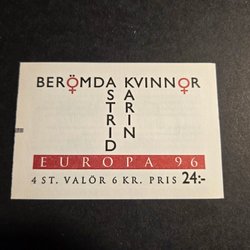 BERÖMDA KVINNOR
ASTRID
KARIN
EUROPA 96
4 ST. VALÖR 6 KR. PRIS 24:-